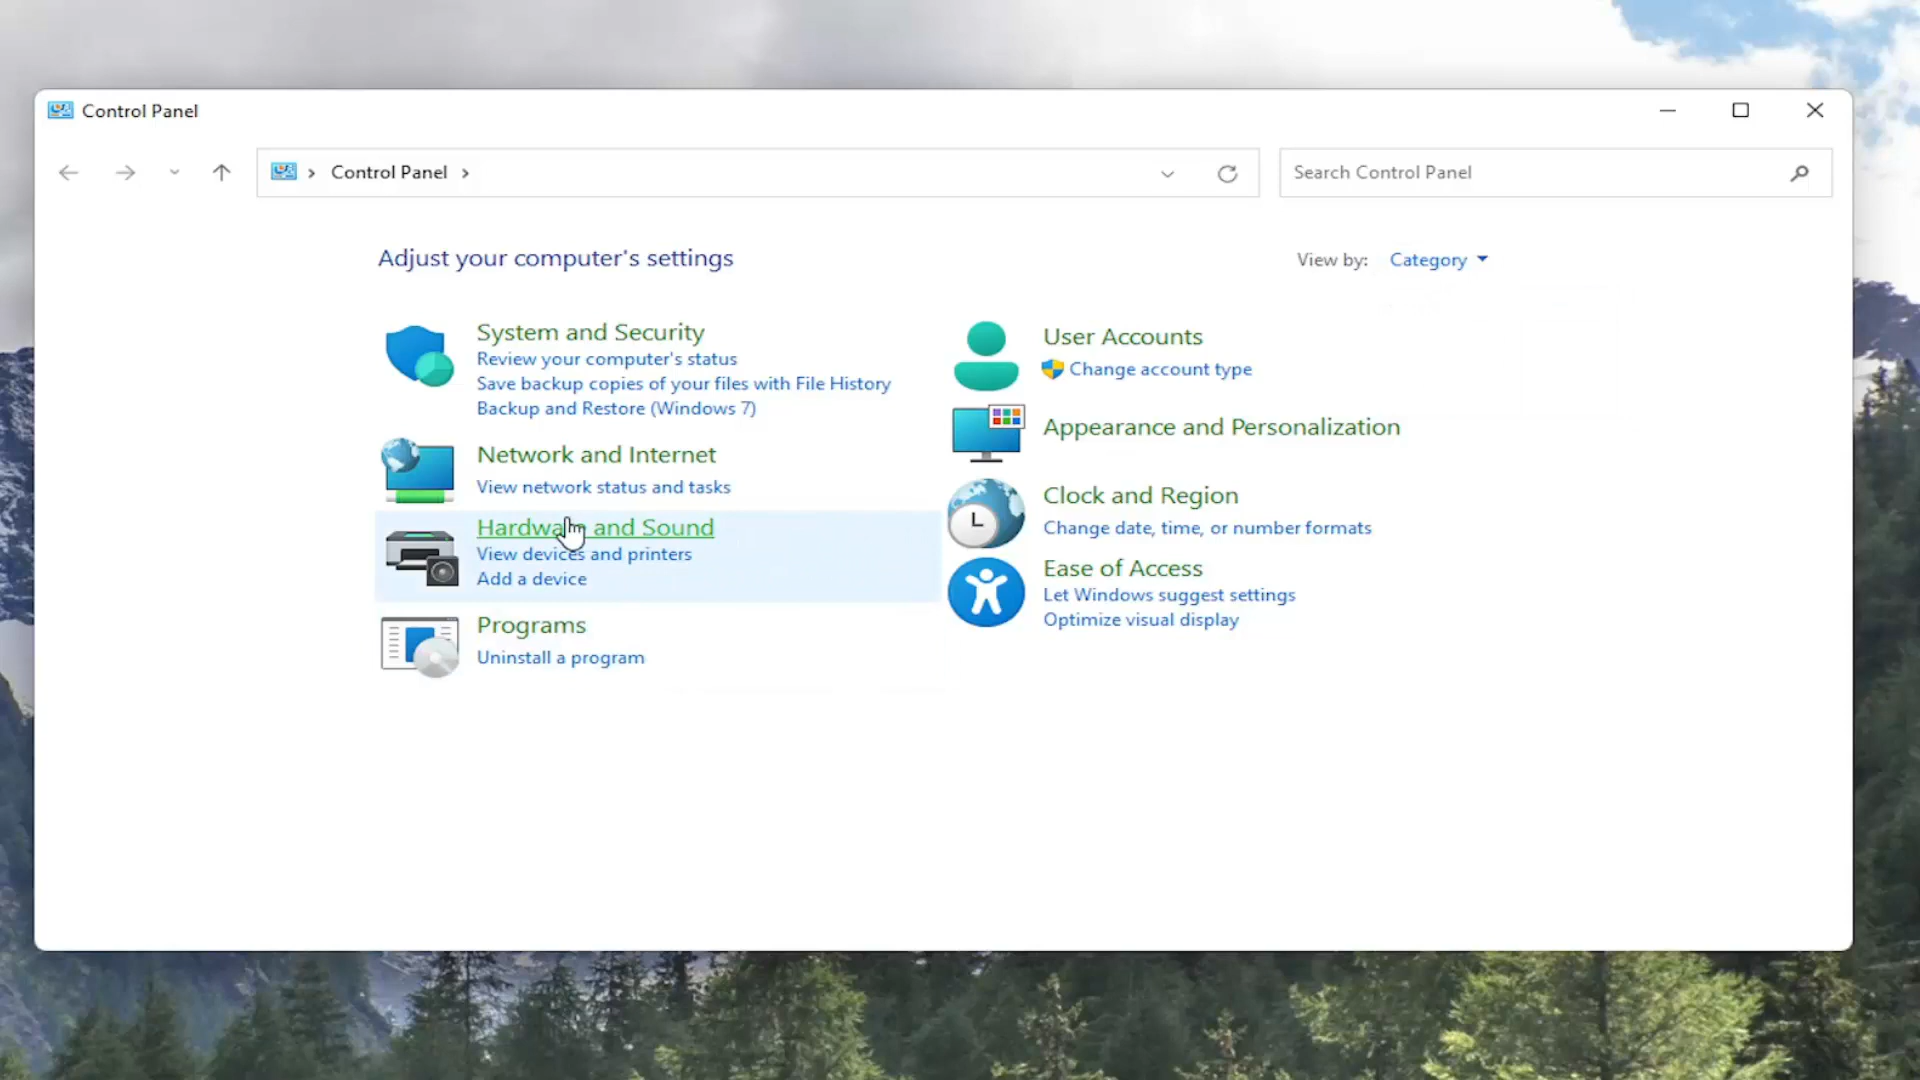 Control Panel
Control Panel
Search Control Panel
Adjust your computer's settings
View by: Category
System and Security
Review your computer's status
Save backup copies of your files with File History
Backup and Restore (Windows 7)
Network and Internet
View network status and tasks
Hardware and Sound
View devices and printers
Add a device
Programs
Uninstall a program
User Accounts
Change account type
Appearance and Personalization
Clock and Region
Change date, time, or number formats
Ease of Access
Let Windows suggest settings
Optimize visual display